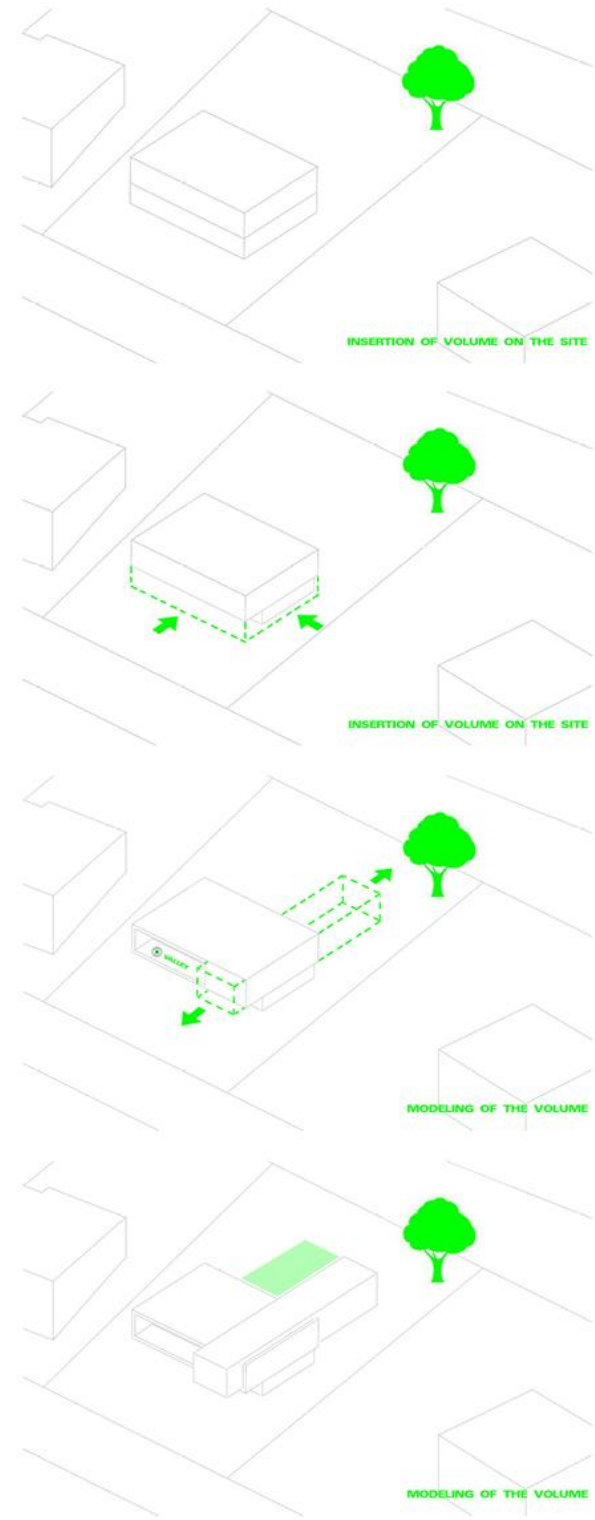 INSERTION OF VOLUME ON THE SITE
INSERTION OF VOLUME ON THE SITE
VALLEY
MODELING OF THE VOLUME
MODELING OF THE VOLUME